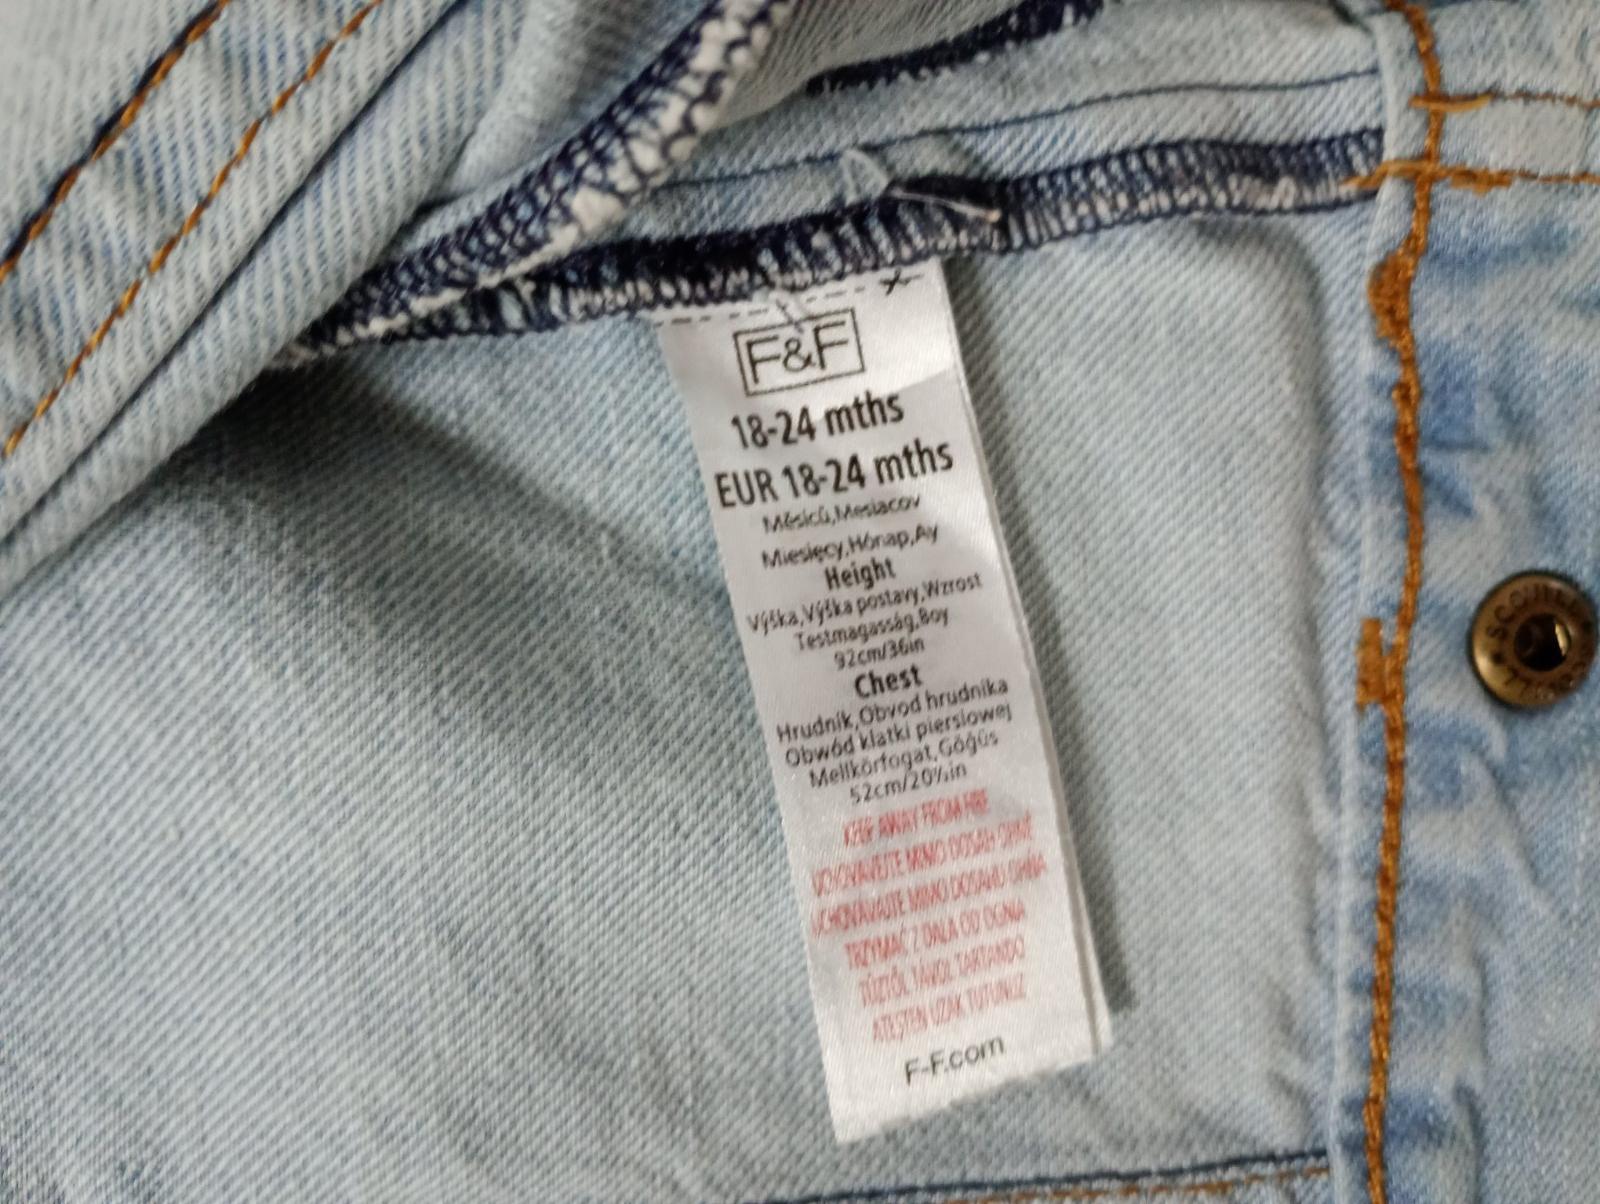 F&F
18-24 mths
EUR 18-24 mths
Měsíců,Mesiacov
Miesięcy,Hónap,Ay
Height
Výška,Výška postavy,Wzrost
Testmagasság,Boy
92cm/36in
Chest
Hrudník,Obvod hrudníka
Obwód klatki piersiowej
Mellkörfogat,Göğüs
52cm/20½in
KEEP AWAY FROM FIRE
UCHOVÁVEJTE MIMO DOSAH OHNĚ
UCHOVÁVAJTE MIMO DOSAHU OHŇA
TRZYMAĆ Z DALA OD OGNIA
TŰZTŐL TÁVOL TARTANDÓ
ATEŞTEN UZAK TUTUNUZ
F-F.com